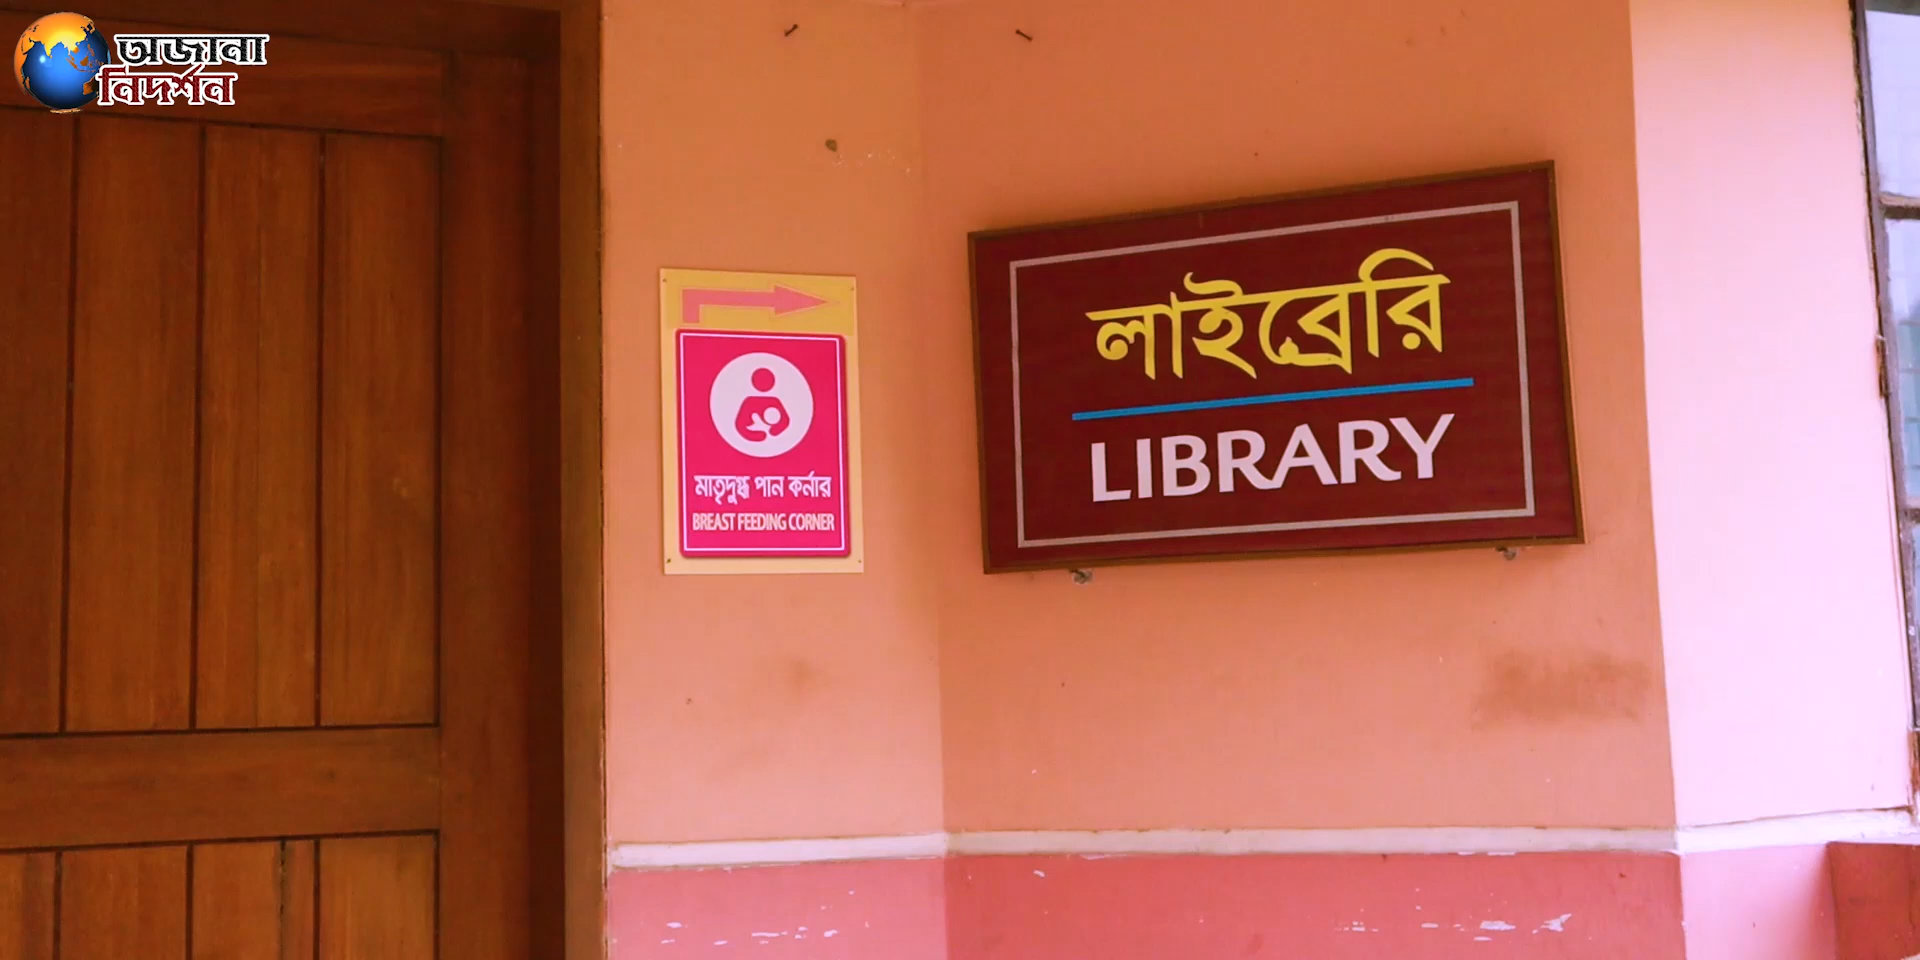 অজানা
নিদর্শন
মাতৃদুগ্ধ পান কর্নার
BREAST FEEDING CORNER
লাইব্রেরি
LIBRARY